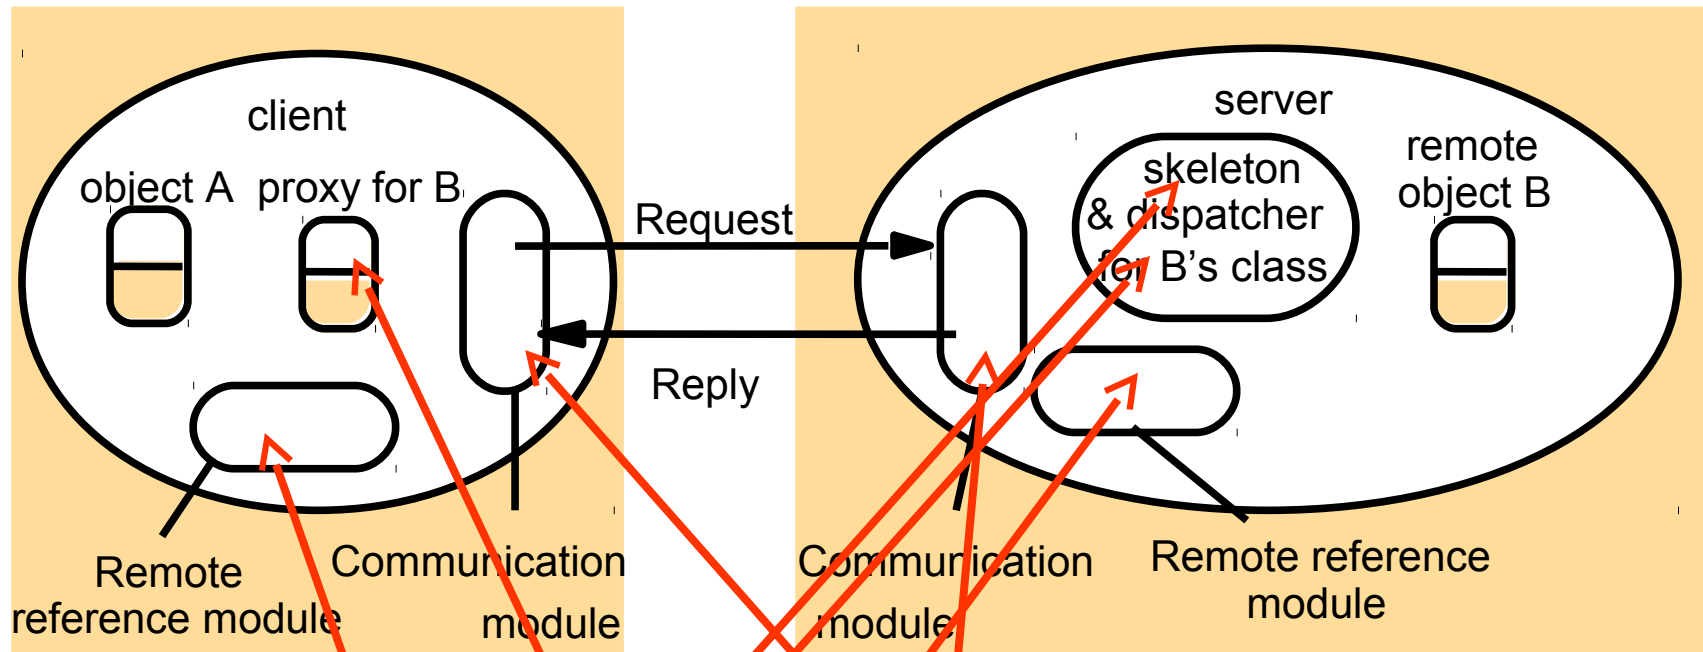 client
object A
proxy for B
Request
Reply
Remote
reference module
Communication
module
server
skeleton
& dispatcher
for B’s class
remote
object B
Communication
module
Remote reference
module